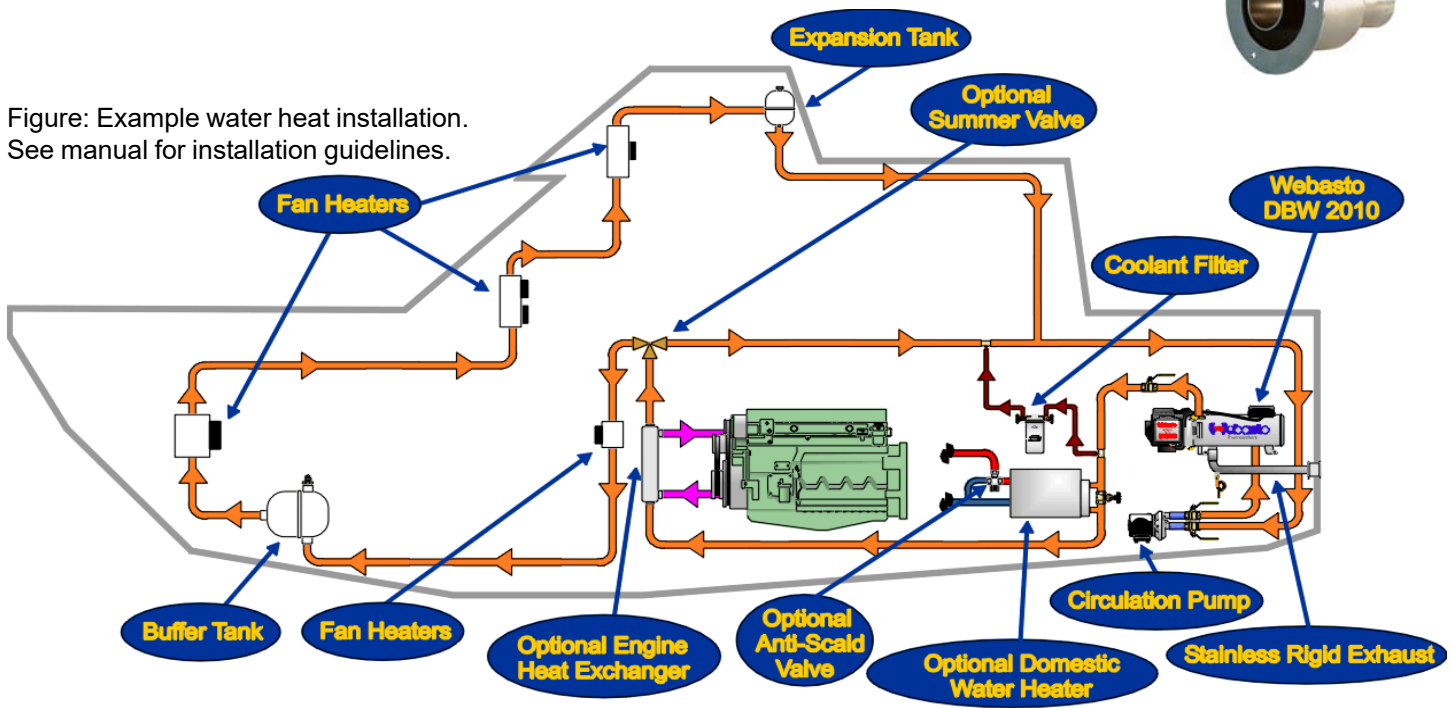 Expansion Tank
Optional
Summer Valve
Figure: Example water heat installation.
See manual for installation guidelines.
Fan Heaters
Webasto
DBW 2010
Coolant Filter
Webasto
Buffer Tank
Fan Heaters
Optional Engine
Heat Exchanger
Optional
Anti-Scald
Valve
Optional Domestic
Water Heater
Circulation Pump
Stainless Rigid Exhaust